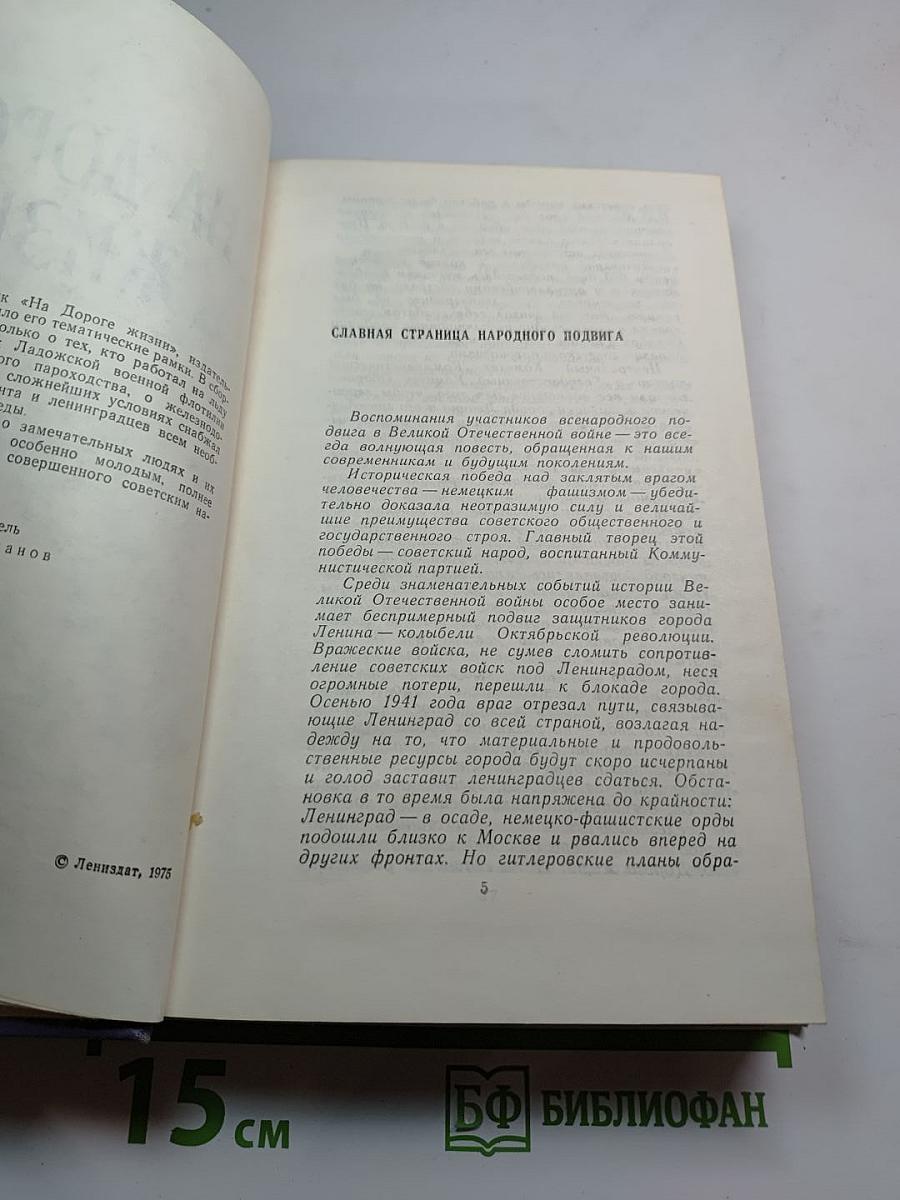 к «На Дороге жизни», издатель-
ло его тематические рамки. В сбор-
олько о тех, кто работал на льду
Ладожской военной флотилии
ого пароходства, о железнодо-
сложнейших условиях снабжал
нта и ленинградцев всем необ-
еды.
о замечательных людях и их
особенно молодым, полнее
совершенного советским на-
ель
анов
© Лениздат, 1975
СЛАВНАЯ СТРАНИЦА НАРОДНОГО ПОДВИГА
Воспоминания участников всенародного по-
двига в Великой Отечественной войне — это все-
гда волнующая повесть, обращенная к нашим
современникам и будущим поколениям.
Историческая победа над заклятым врагом
человечества — немецким фашизмом — убеди-
тельно доказала неотразимую силу и величай-
шие преимущества советского общественного и
государственного строя. Главный творец этой
победы — советский народ, воспитанный Комму-
нистической партией.
Среди знаменательных событий истории Ве-
ликой Отечественной войны особое место зани-
мает беспримерный подвиг защитников города
Ленина — колыбели Октябрьской революции.
Вражеские войска, не сумев сломить сопротив-
ление советских войск под Ленинградом, неся
огромные потери, перешли к блокаде города.
Осенью 1941 года враг отрезал пути, связыва-
ющие Ленинград со всей страной, возлагая на-
дежду на то, что материальные и продоволь-
ственные ресурсы города будут скоро исчерпаны
и голод заставит ленинградцев сдаться. Обста-
новка в то время была напряжена до крайности:
Ленинград — в осаде, немецко-фашистские орды
подошли близко к Москве и рвались вперед на
других фронтах. Но гитлеровские планы обра-
5
15 см
БФ БИБЛИОФАН